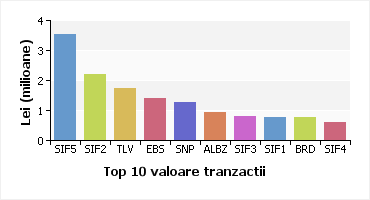 Lei (milioane)
4
3
2
1
0
SIF5 SIF2 TLV EBS SNP ALBZ SIF3 SIF1 BRD SIF4
Top 10 valoare tranzactii